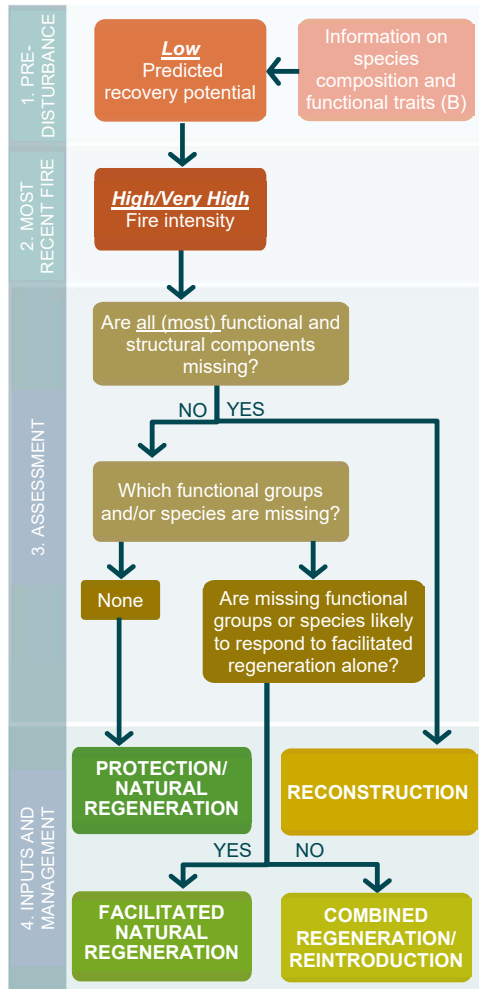 1. PRE-
DISTURBANCE
Low
Predicted
recovery potential
Information on
species
composition and
functional traits (B)
2. MOST
RECENT FIRE
High/Very High
Fire intensity
3. ASSESSMENT
Are all (most) functional and
structural components
missing?
NO
YES
Which functional groups
and/or species are missing?
None
Are missing functional
groups or species likely
to respond to facilitated
regeneration alone?
4. INPUTS AND
MANAGEMENT
PROTECTION/
NATURAL
REGENERATION
RECONSTRUCTION
YES
NO
FACILITATED
NATURAL
REGENERATION
COMBINED
REGENERATION/
REINTRODUCTION